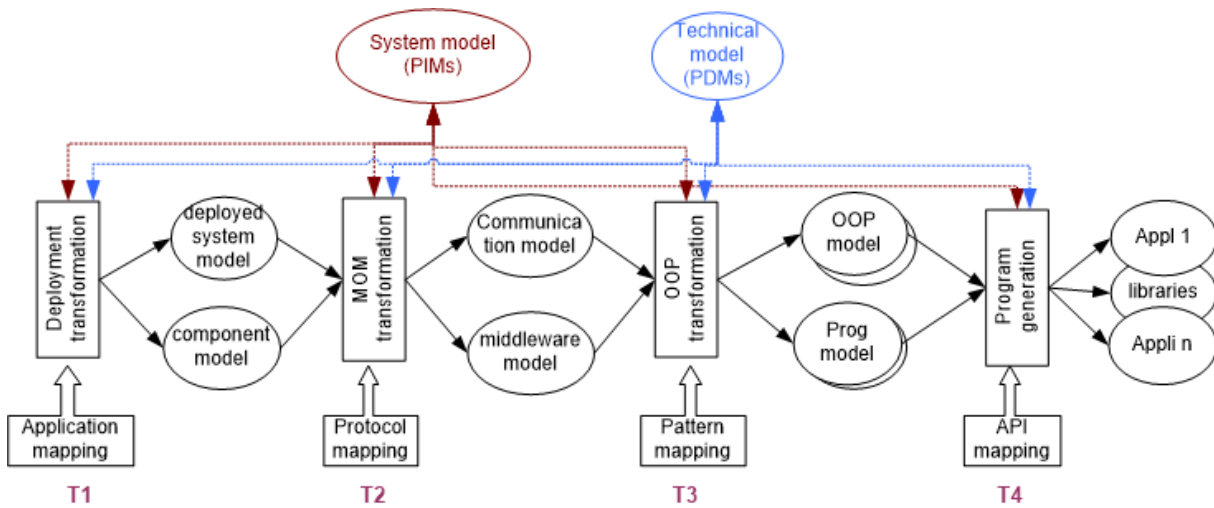 System model
(PIMs)
Technical
model
(PDMs)
Deployment
transformation
deployed
system
model
component
model
MOM
transformation
Communica
tion model
middleware
model
OOP
transformation
OOP
model
Prog
model
Program
generation
Appl 1
libraries
Appli n
Application
mapping
Protocol
mapping
Pattern
mapping
API
mapping
T1
T2
T3
T4